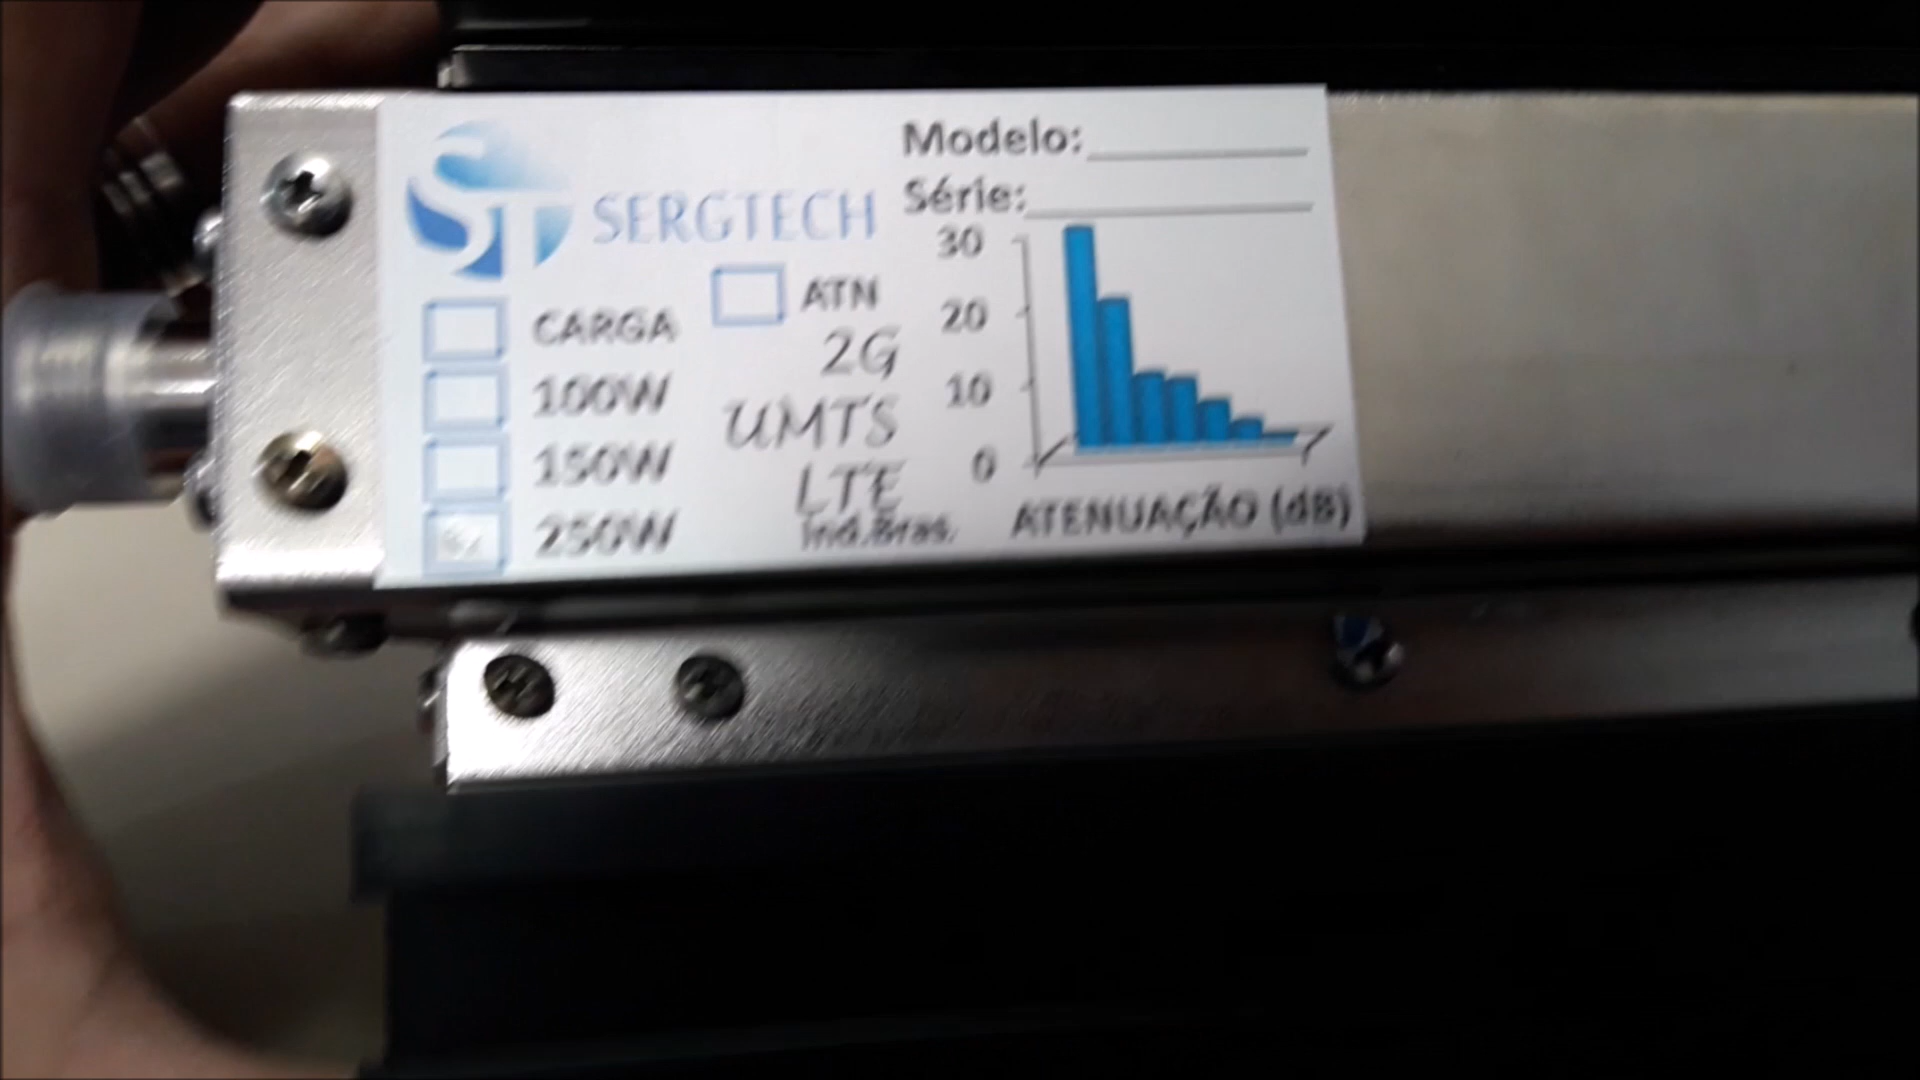 ST SERGTECH
Modelo:
Série:
CARGA
100W
150W
250W
ATN
2G
UMTS
LTE
Ind.Bras.
30
20
10
0
ATENUAÇÃO (dB)